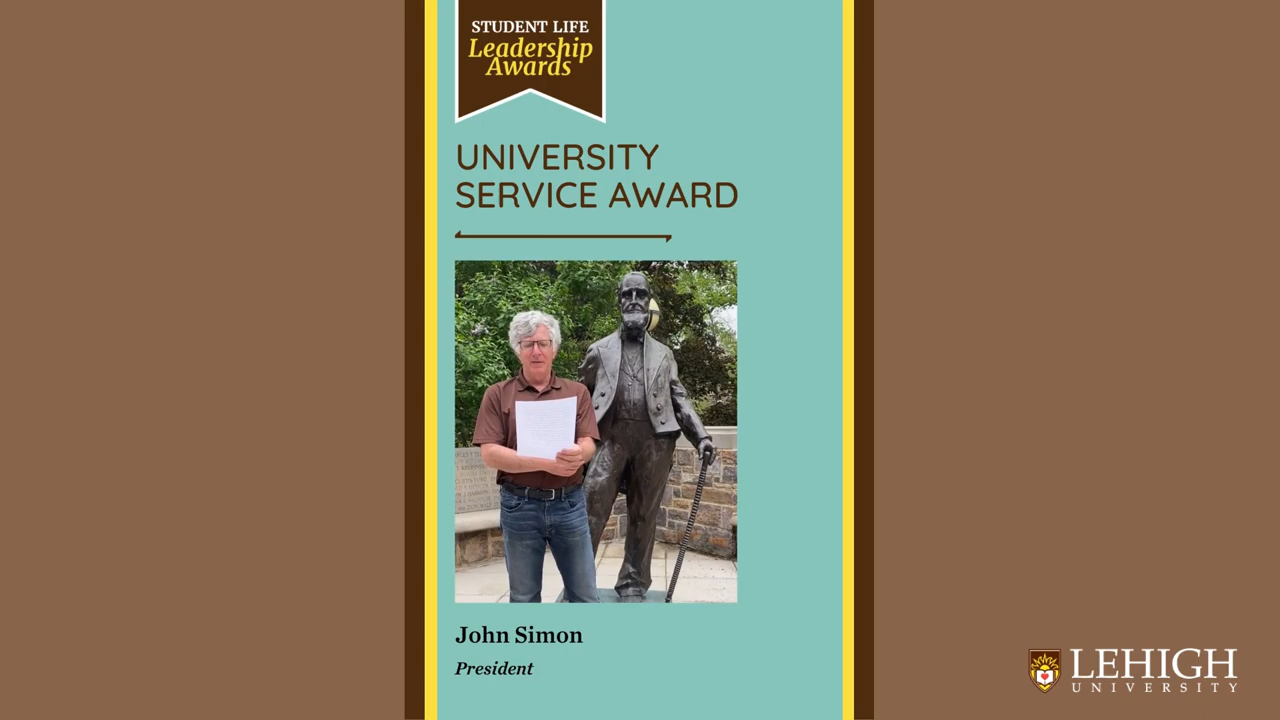 STUDENT LIFE
Leadership
Awards
UNIVERSITY
SERVICE AWARD
John Simon
President
LEHIGH
UNIVERSITY